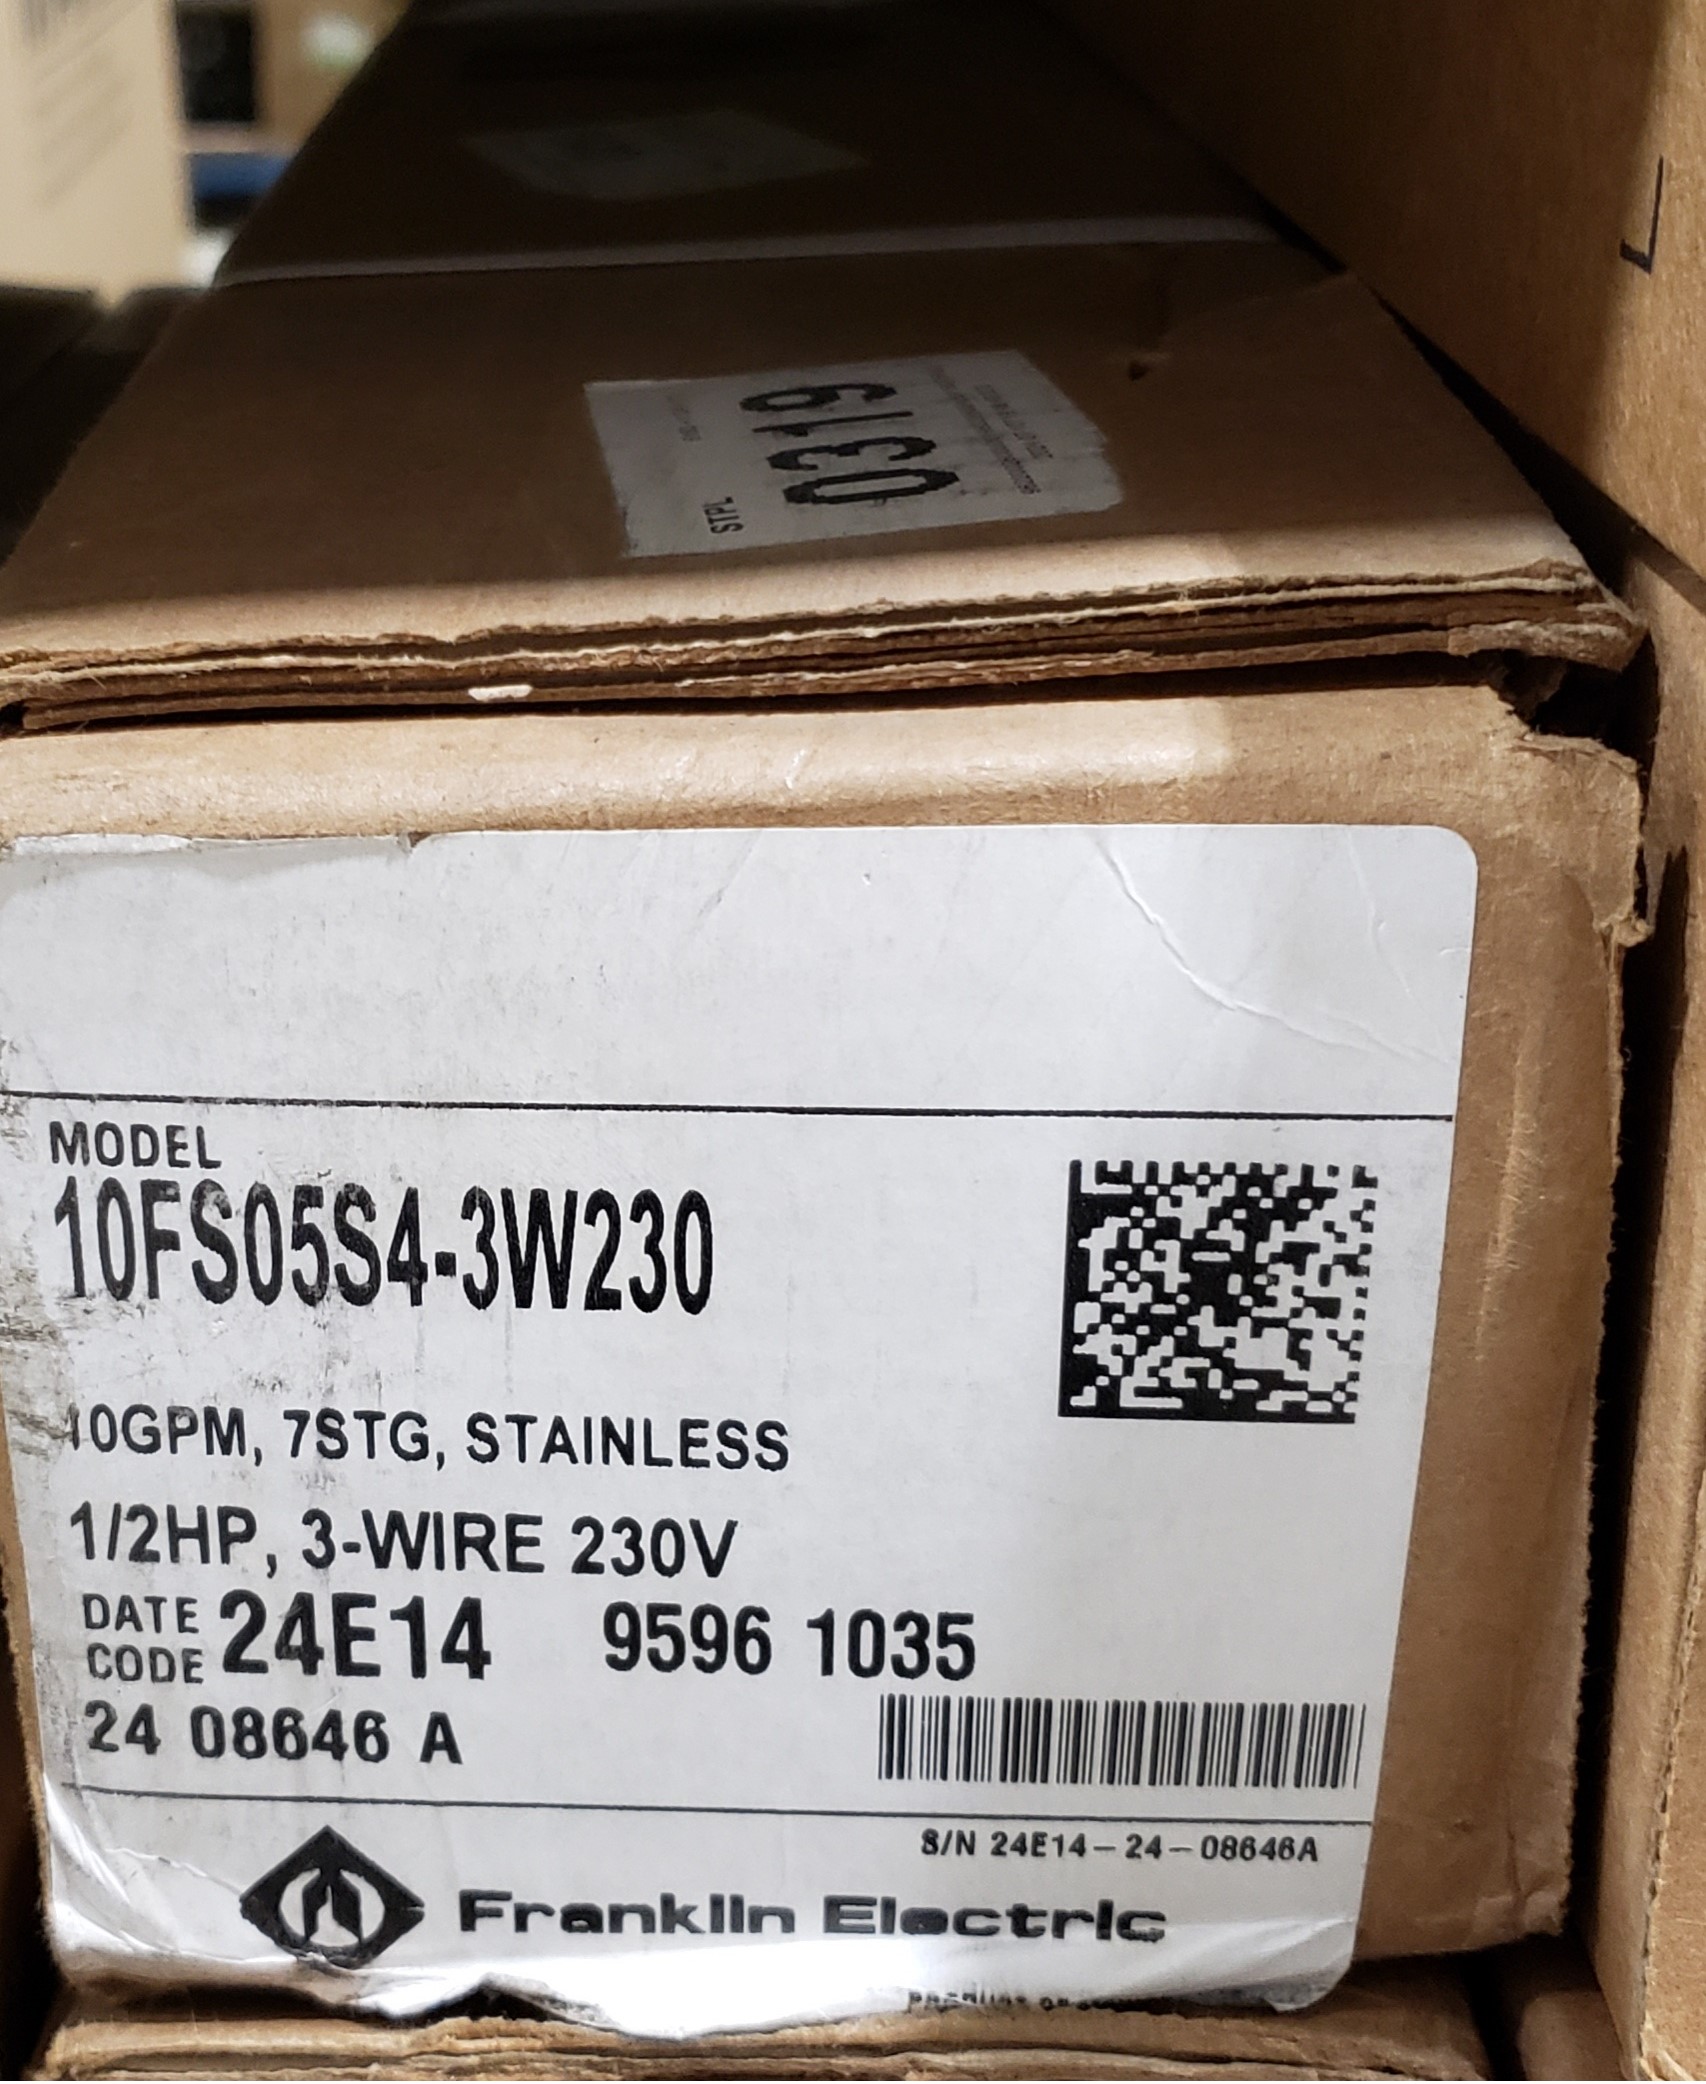 0319
STPL
MODEL
10FS05S4-3W230
10GPM, 7STG, STAINLESS
1/2HP, 3-WIRE 230V
DATE CODE 24E14 9596 1035
24 08646 A
S/N 24E14-24-08646A
Franklin Electric